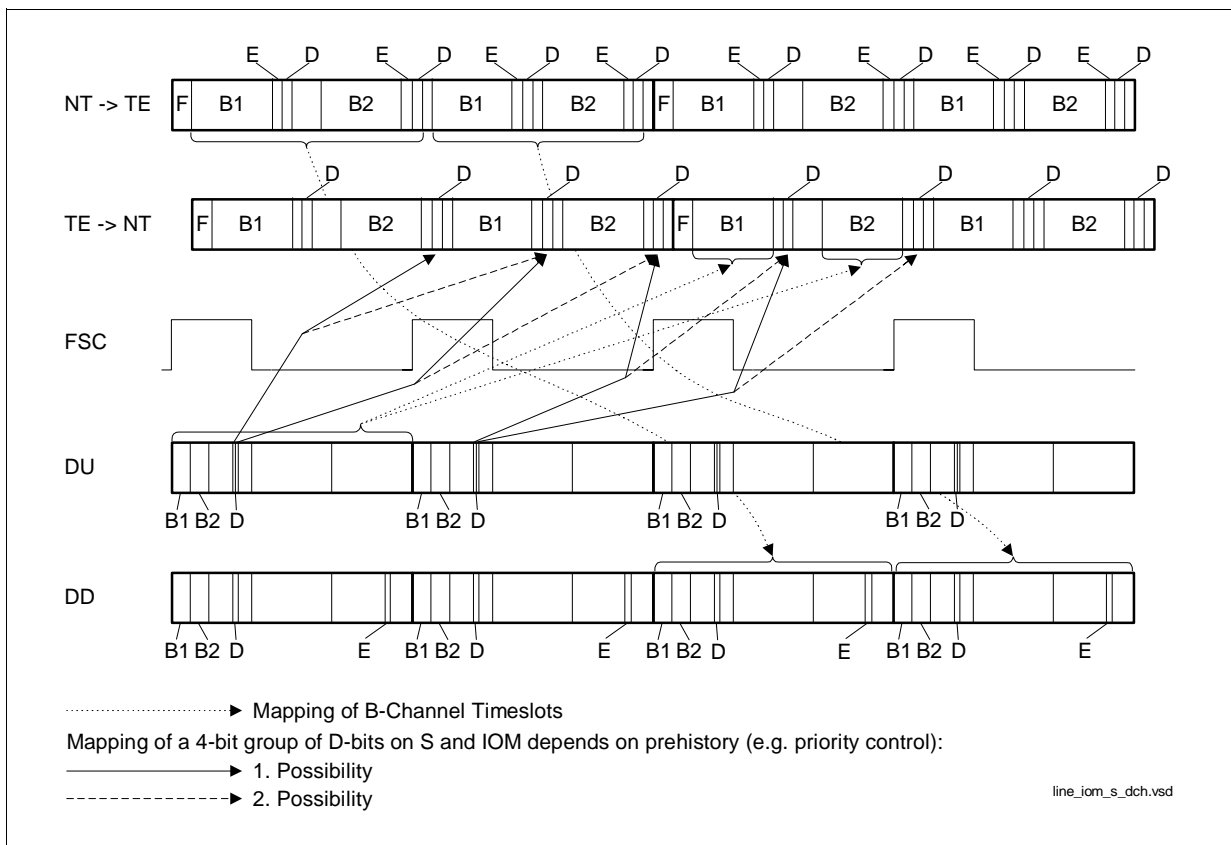 E D E D E D E D E D E D E D E D
NT -> TE F B1 B2 B1 B2 F B1 B2 B1 B2
D D D D D D D D
TE -> NT F B1 B2 B1 B2 F B1 B2 B1 B2
FSC
DU
B1 B2 D B1 B2 D B1 B2 D B1 B2 D
DD
B1 B2 D E B1 B2 D E B1 B2 D E B1 B2 D E
Mapping of B-Channel Timeslots
Mapping of a 4-bit group of D-bits on S and IOM depends on prehistory (e.g. priority control):
1. Possibility
2. Possibility
line_iom_s_dch.vsd